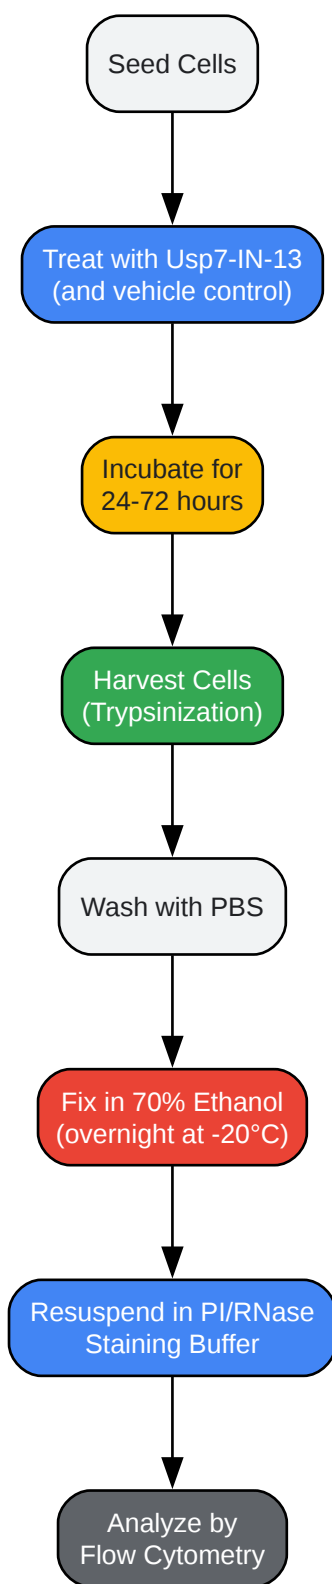 Seed Cells
Treat with Usp7-IN-13
(and vehicle control)
Incubate for
24-72 hours
Harvest Cells
(Trypsinization)
Wash with PBS
Fix in 70% Ethanol
(overnight at -20°C)
Resuspend in PI/RNase
Staining Buffer
Analyze by
Flow Cytometry